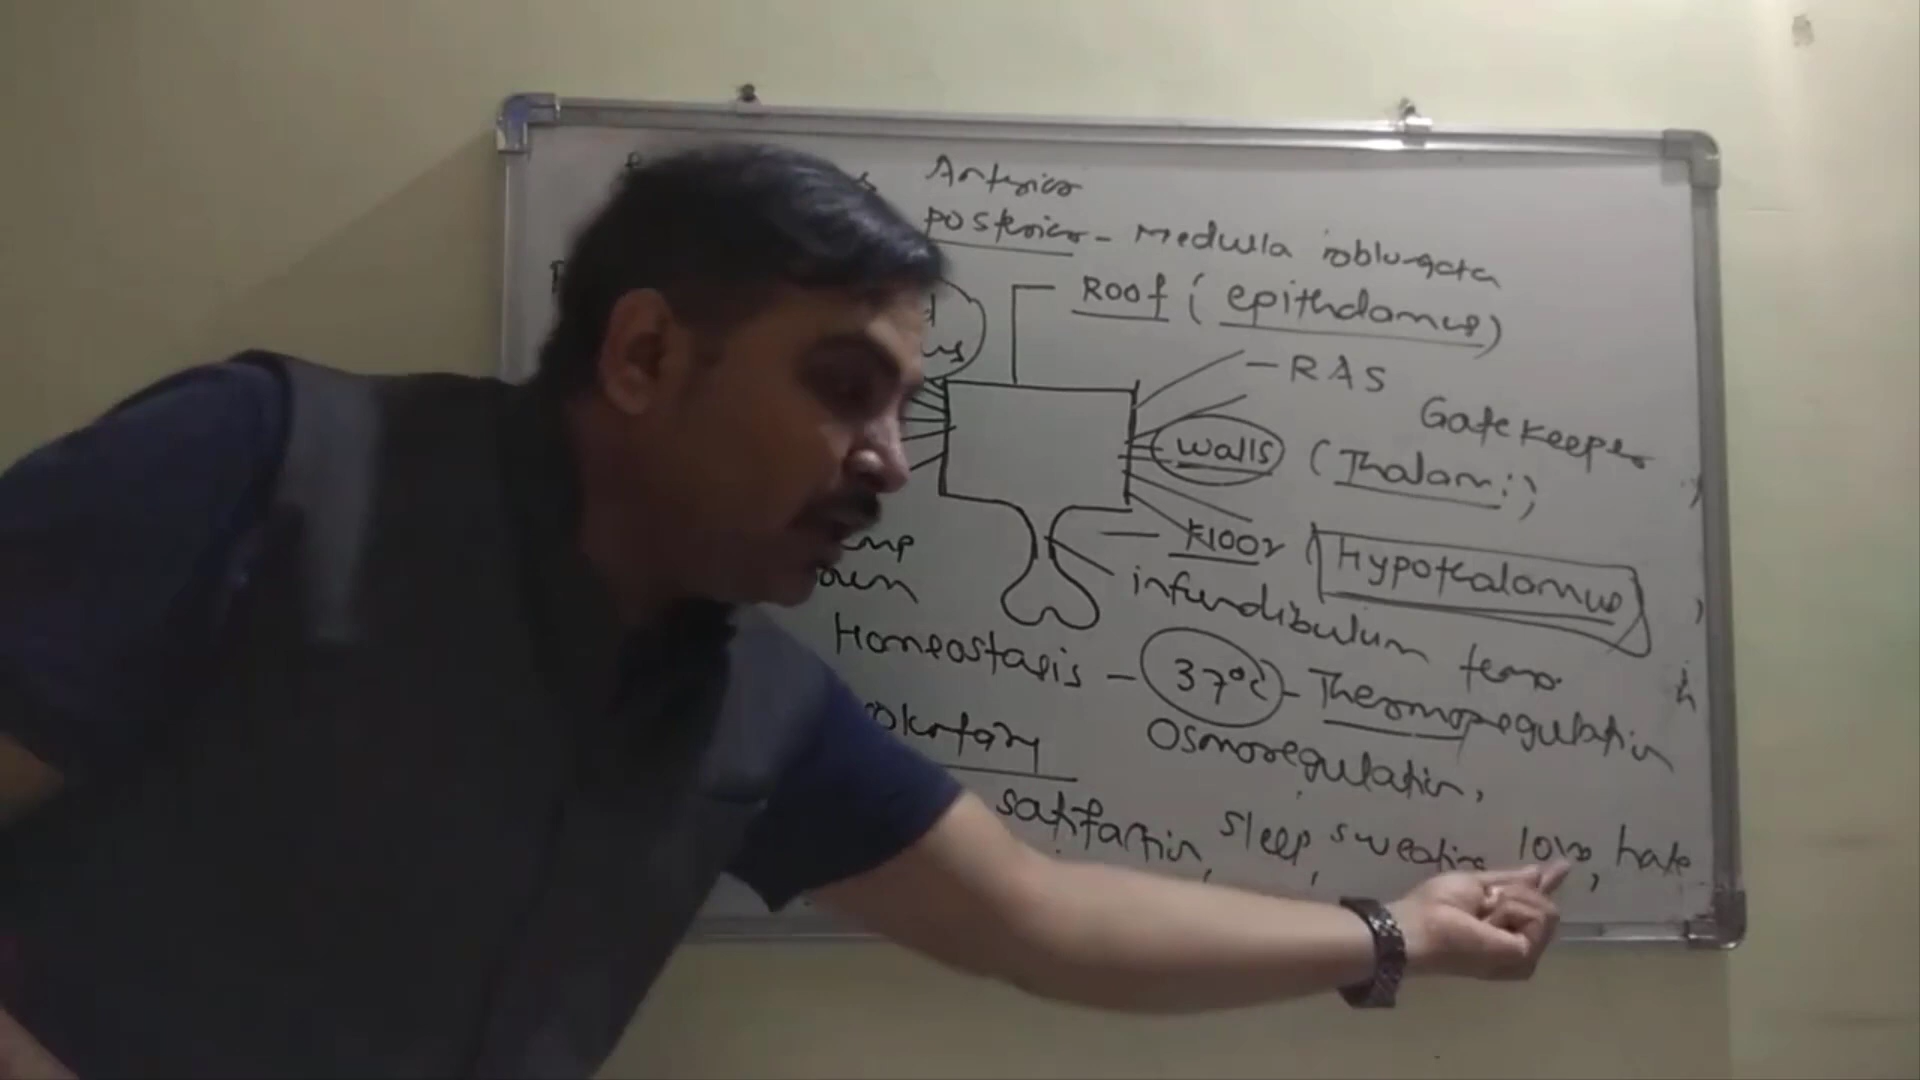 Anterior
posterior - Medulla oblongata
Roof (epithalamus)
- RAS
Gatekeeper
walls (Thalami)
Floor (Hypothalamus)
infundibulum temp.
Homeostasis - 37°C - Thermoregulation
Osmoregulation,
satifaction, sleep, sweating, love, hate